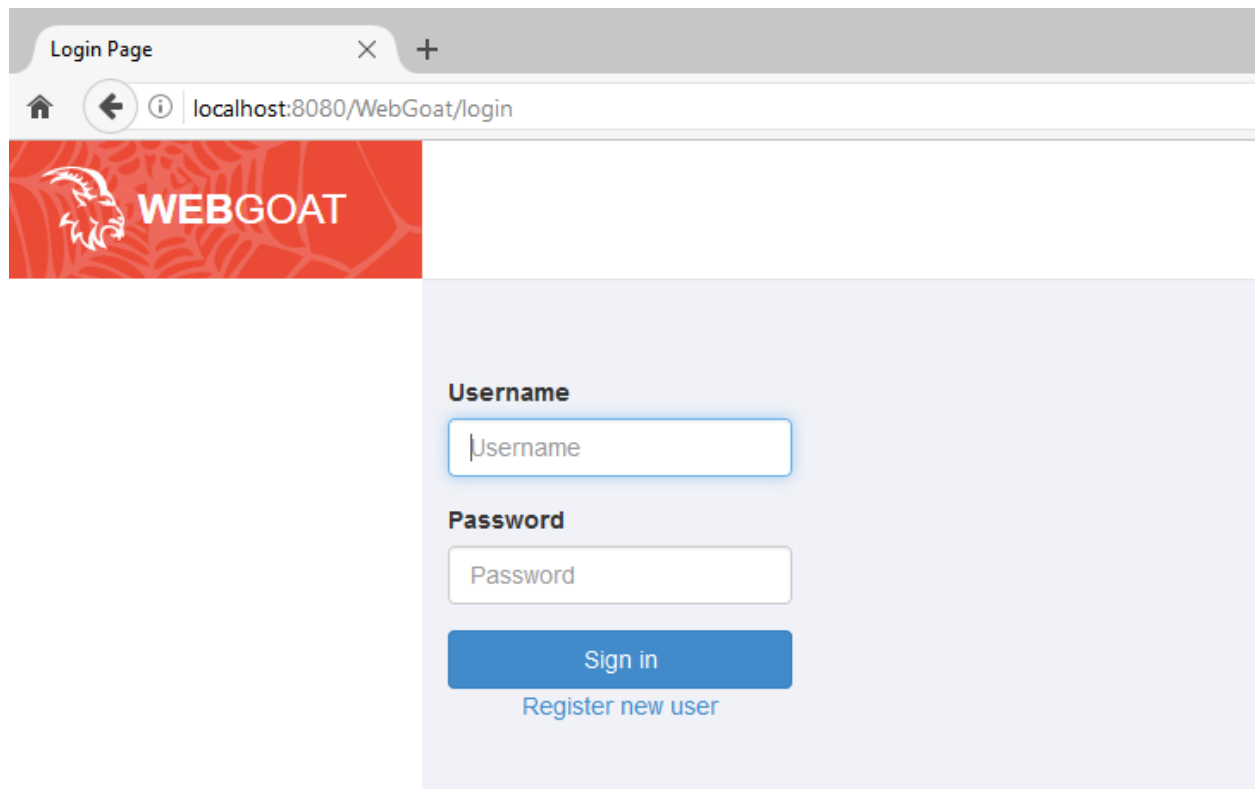 Login Page
localhost:8080/WebGoat/login
WEBGOAT
Username
Username
Password
Password
Sign in
Register new user